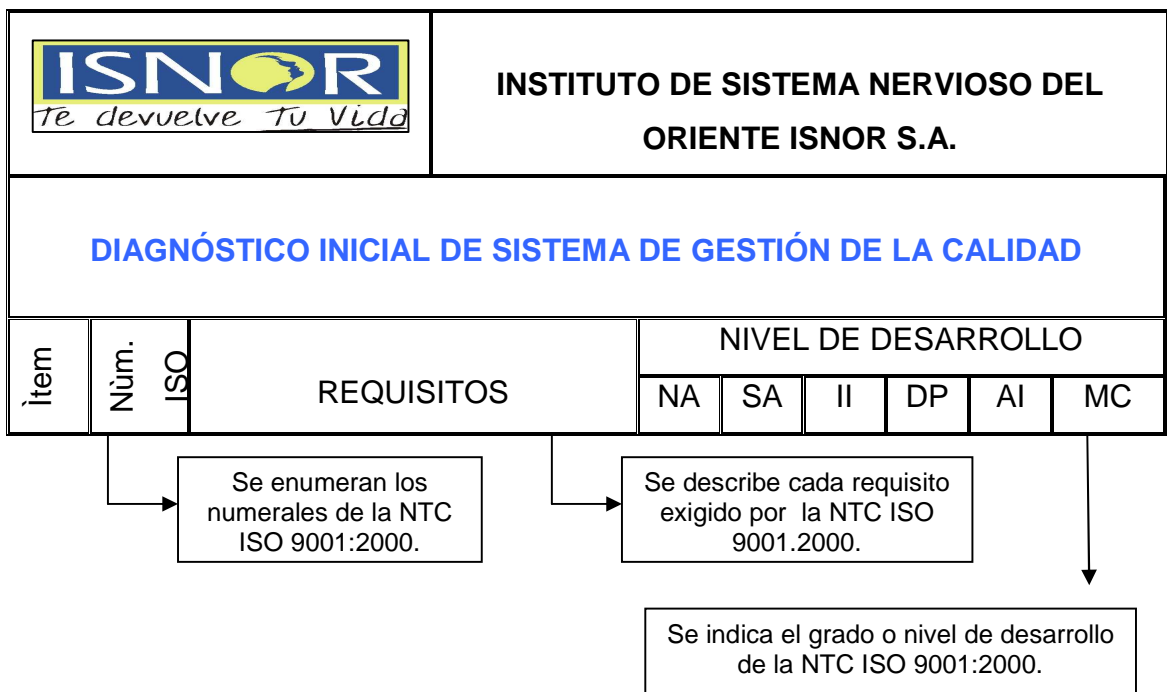 ISNOR
Te devuelve Tu Vida
INSTITUTO DE SISTEMA NERVIOSO DEL
ORIENTE ISNOR S.A.
DIAGNÓSTICO INICIAL DE SISTEMA DE GESTIÓN DE LA CALIDAD
Ìtem
Nùm.
ISO
REQUISITOS
NIVEL DE DESARROLLO
NA SA II DP AI MC
Se enumeran los
numerales de la NTC
ISO 9001:2000.
Se describe cada requisito
exigido por la NTC ISO
9001.2000.
Se indica el grado o nivel de desarrollo
de la NTC ISO 9001:2000.